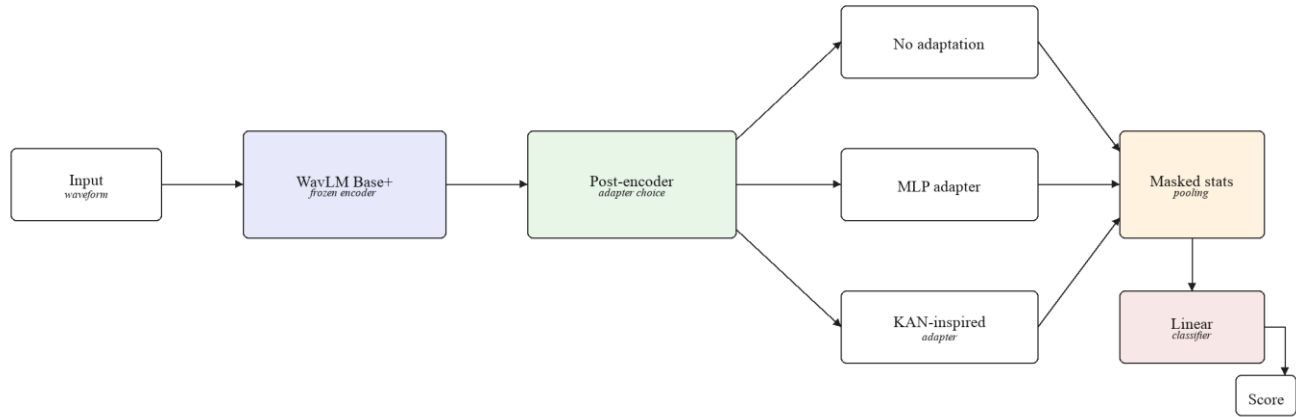 Input
waveform
WavLM Base+
frozen encoder
Post-encoder
adapter choice
No adaptation
MLP adapter
KAN-inspired
adapter
Masked stats
pooling
Linear
classifier
Score